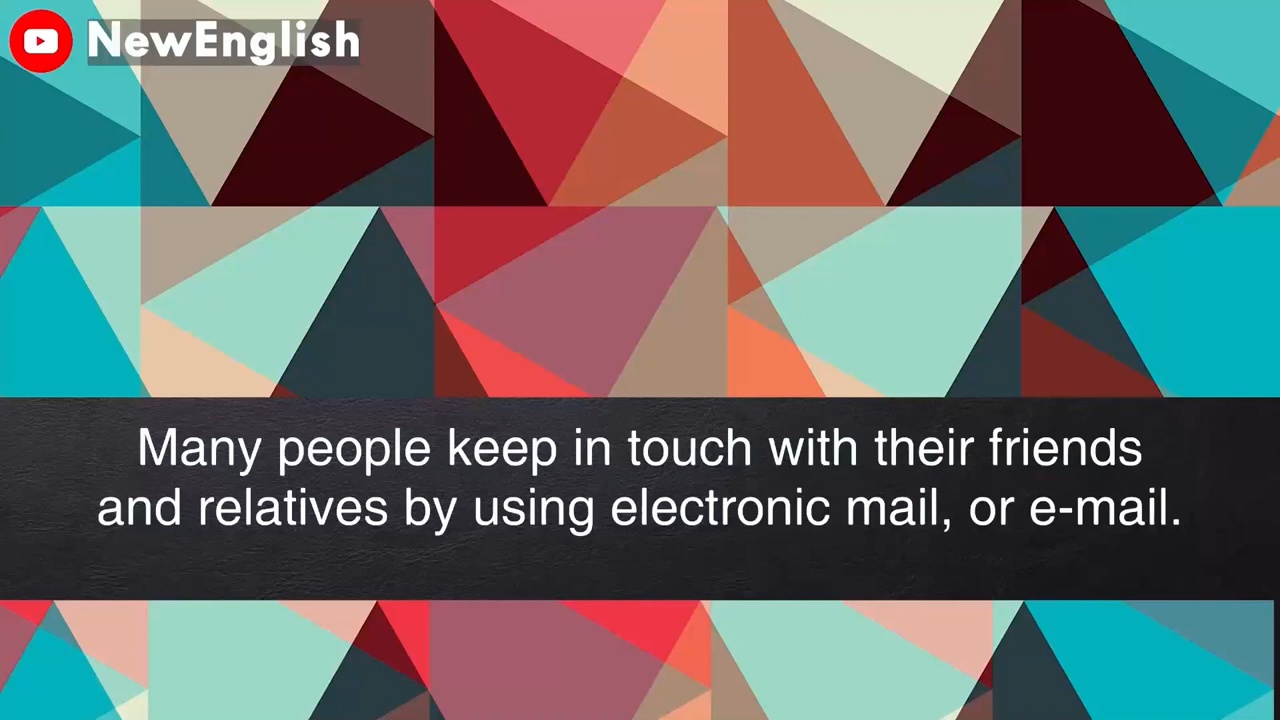 NewEnglish
Many people keep in touch with their friends
and relatives by using electronic mail, or e-mail.